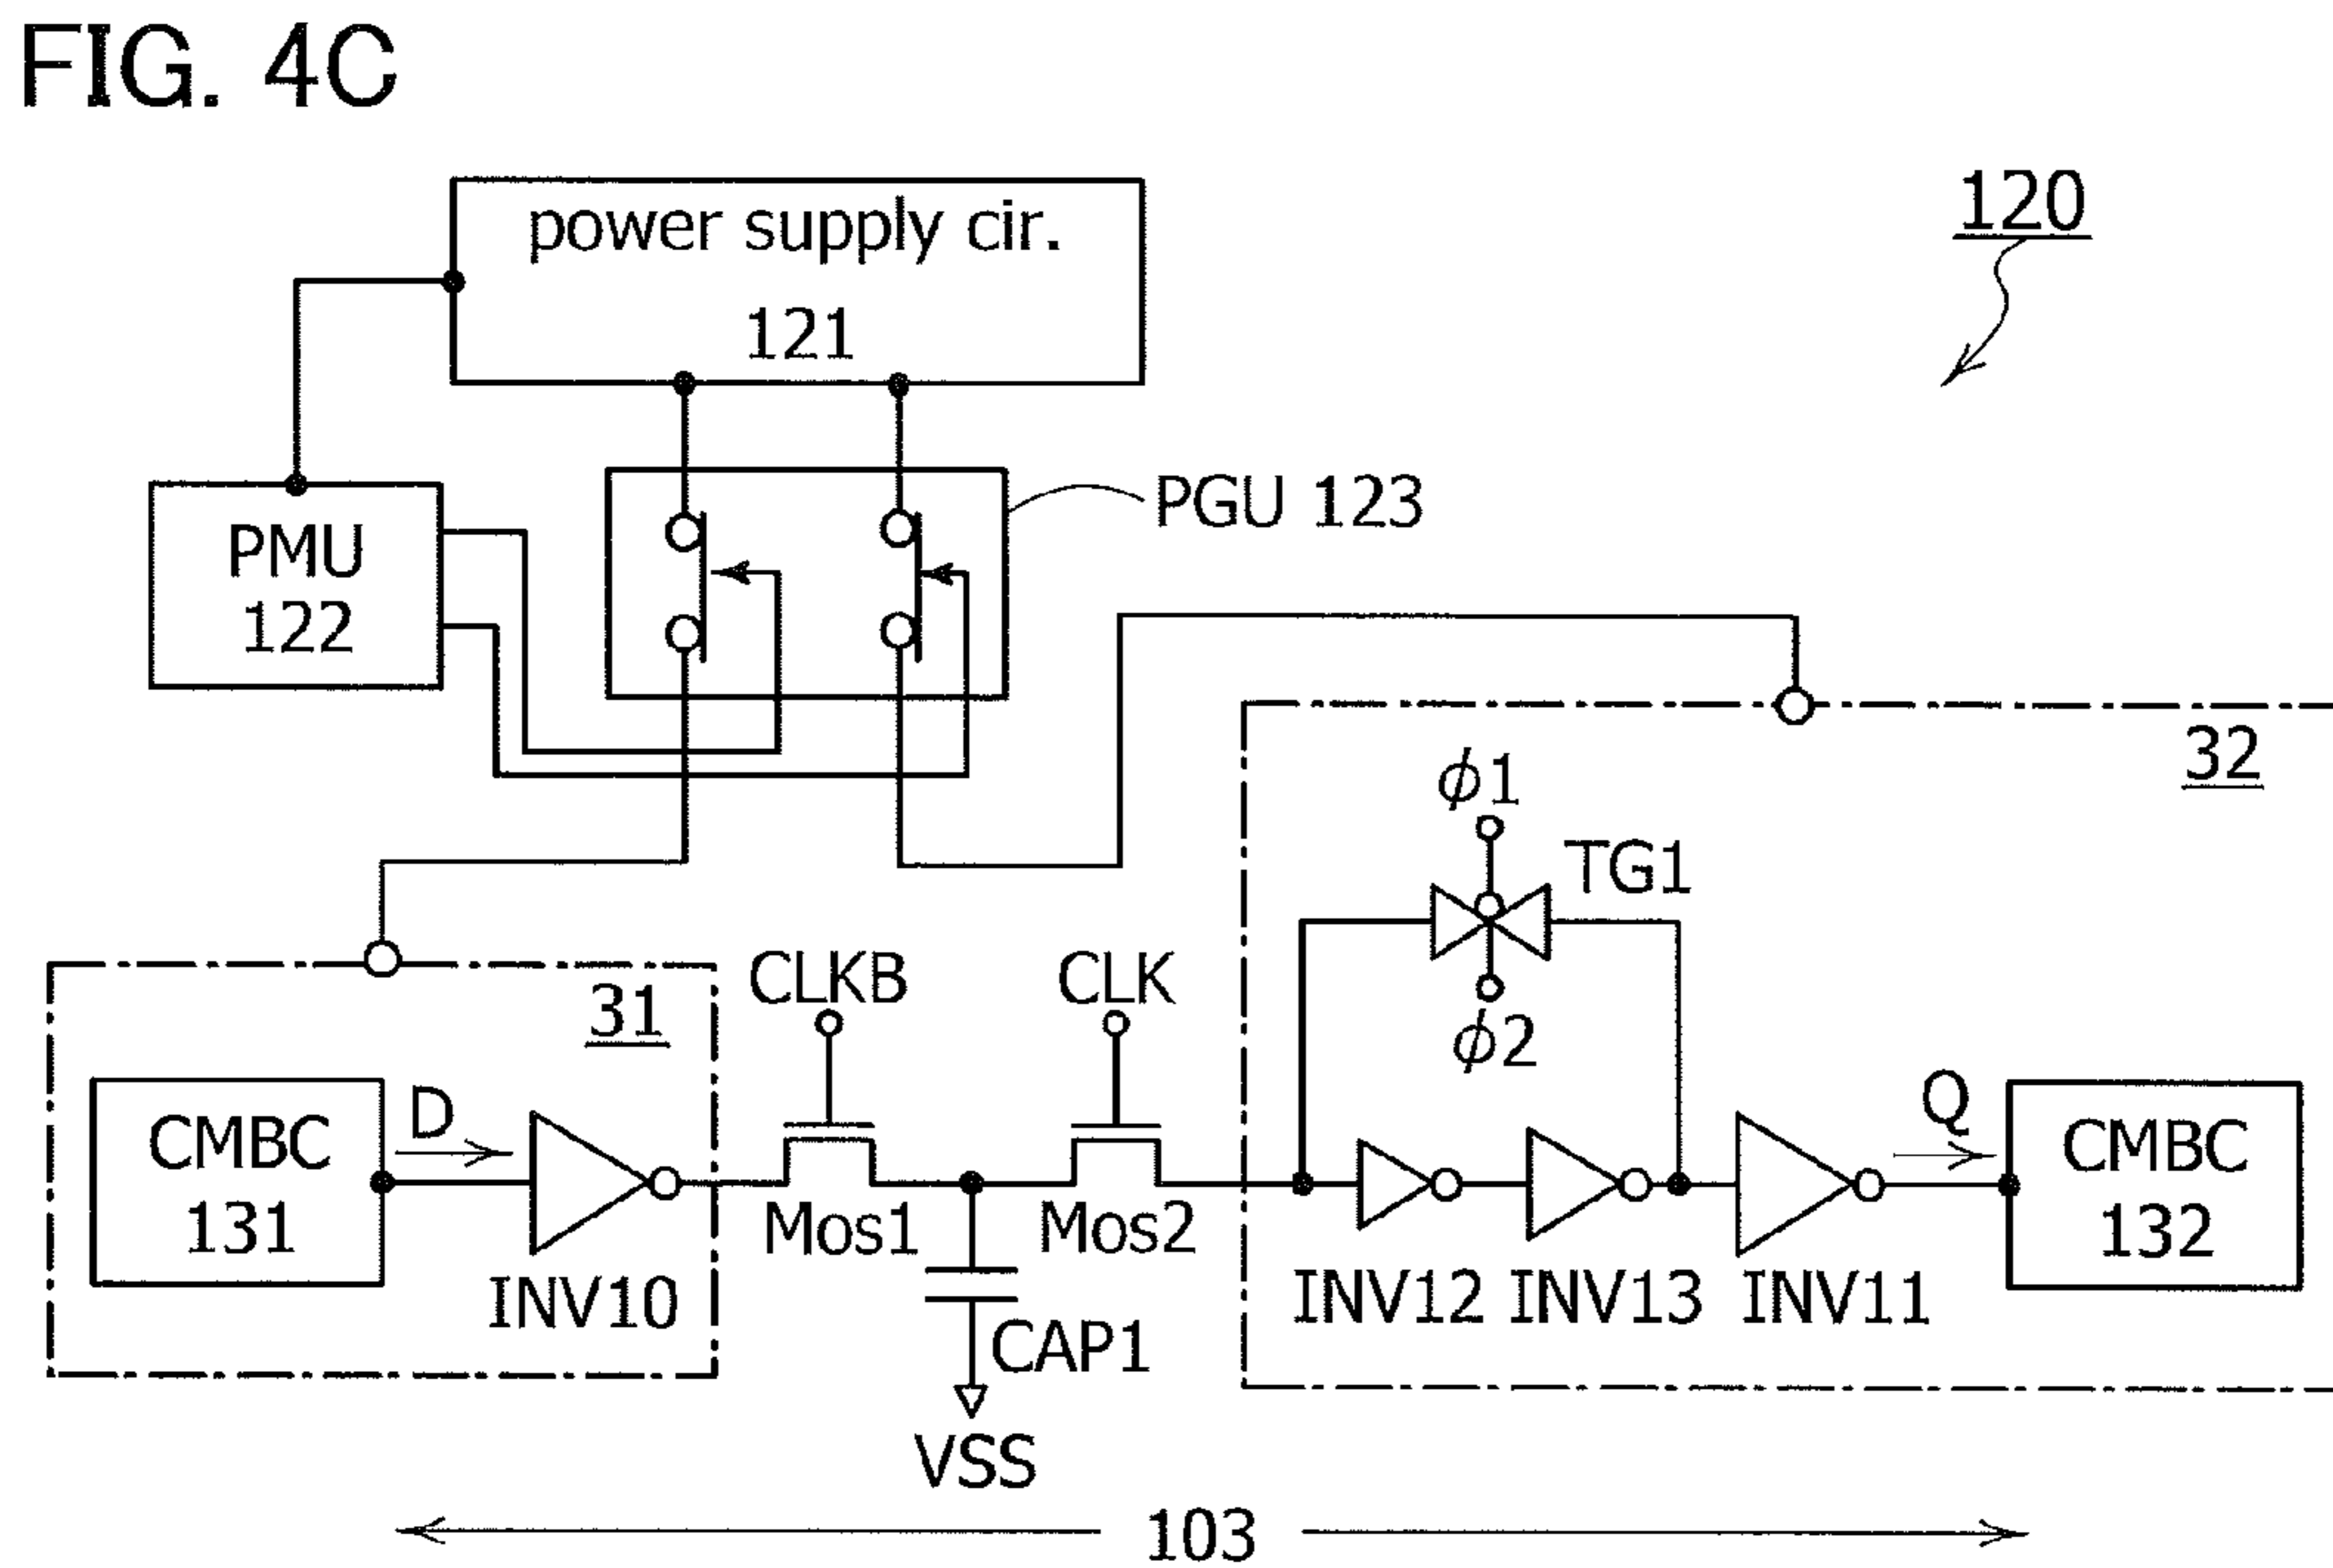 FIG. 4C
power supply cir.
121
120
PMU
122
PGU 123
32
ϕ1
TG1
ϕ2
31
CLKB
CLK
CMBC
131
D
INV10
Mos1
Mos2
CAP1
VSS
INV12
INV13
INV11
Q
CMBC
132
103